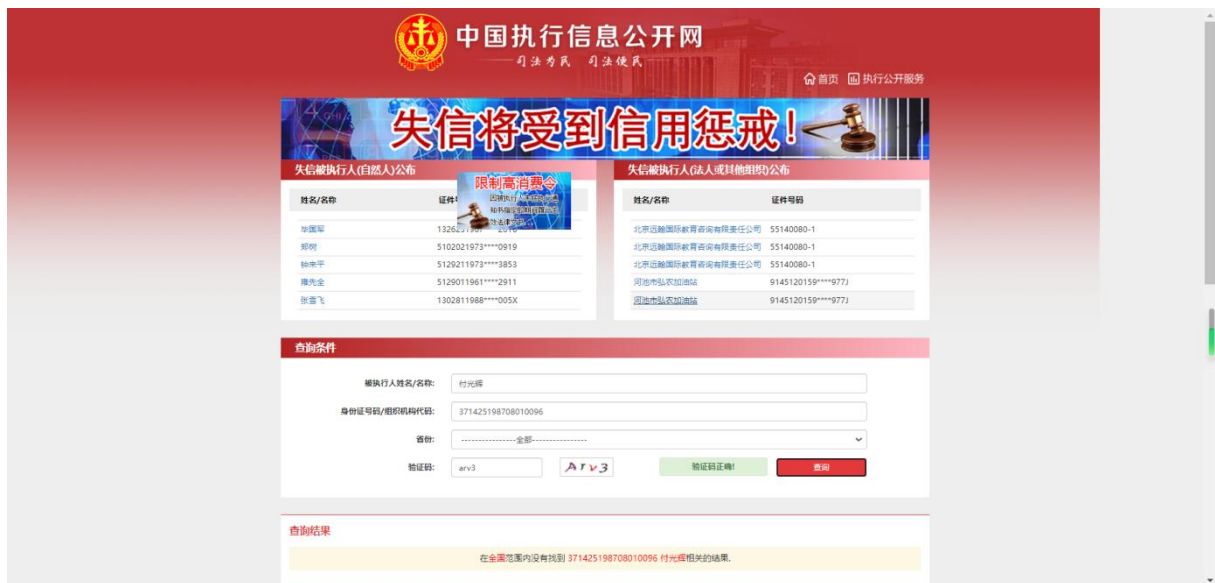 中国执行信息公开网
司法为民 司法便民
首页 执行公开服务
失信将受到信用惩戒!
失信被执行人(自然人)公布
限制高消费令
姓名/名称
毕国军
郑树 5102021973****0919
钟来平 5129211973****3853
雍先全 5129011961****2911
张雪飞 1302811988****005X
失信被执行人(法人或其他组织)公布
姓名/名称 证件号码
北京远翰国际教育咨询有限责任公司 55140080-1
北京远翰国际教育咨询有限责任公司 55140080-1
北京远翰国际教育咨询有限责任公司 55140080-1
河池市弘农加油站 9145120159****977J
河池市弘农加油站 9145120159****977J
查询条件
被执行人姓名/名称: 付光辉
身份证号码/组织机构代码: 371425198708010096
省份: ----------------全部----------------
验证码: arv3 Arv3 验证码正确! 查询
查询结果
在全国范围内没有找到 371425198708010096 付光辉相关的结果.